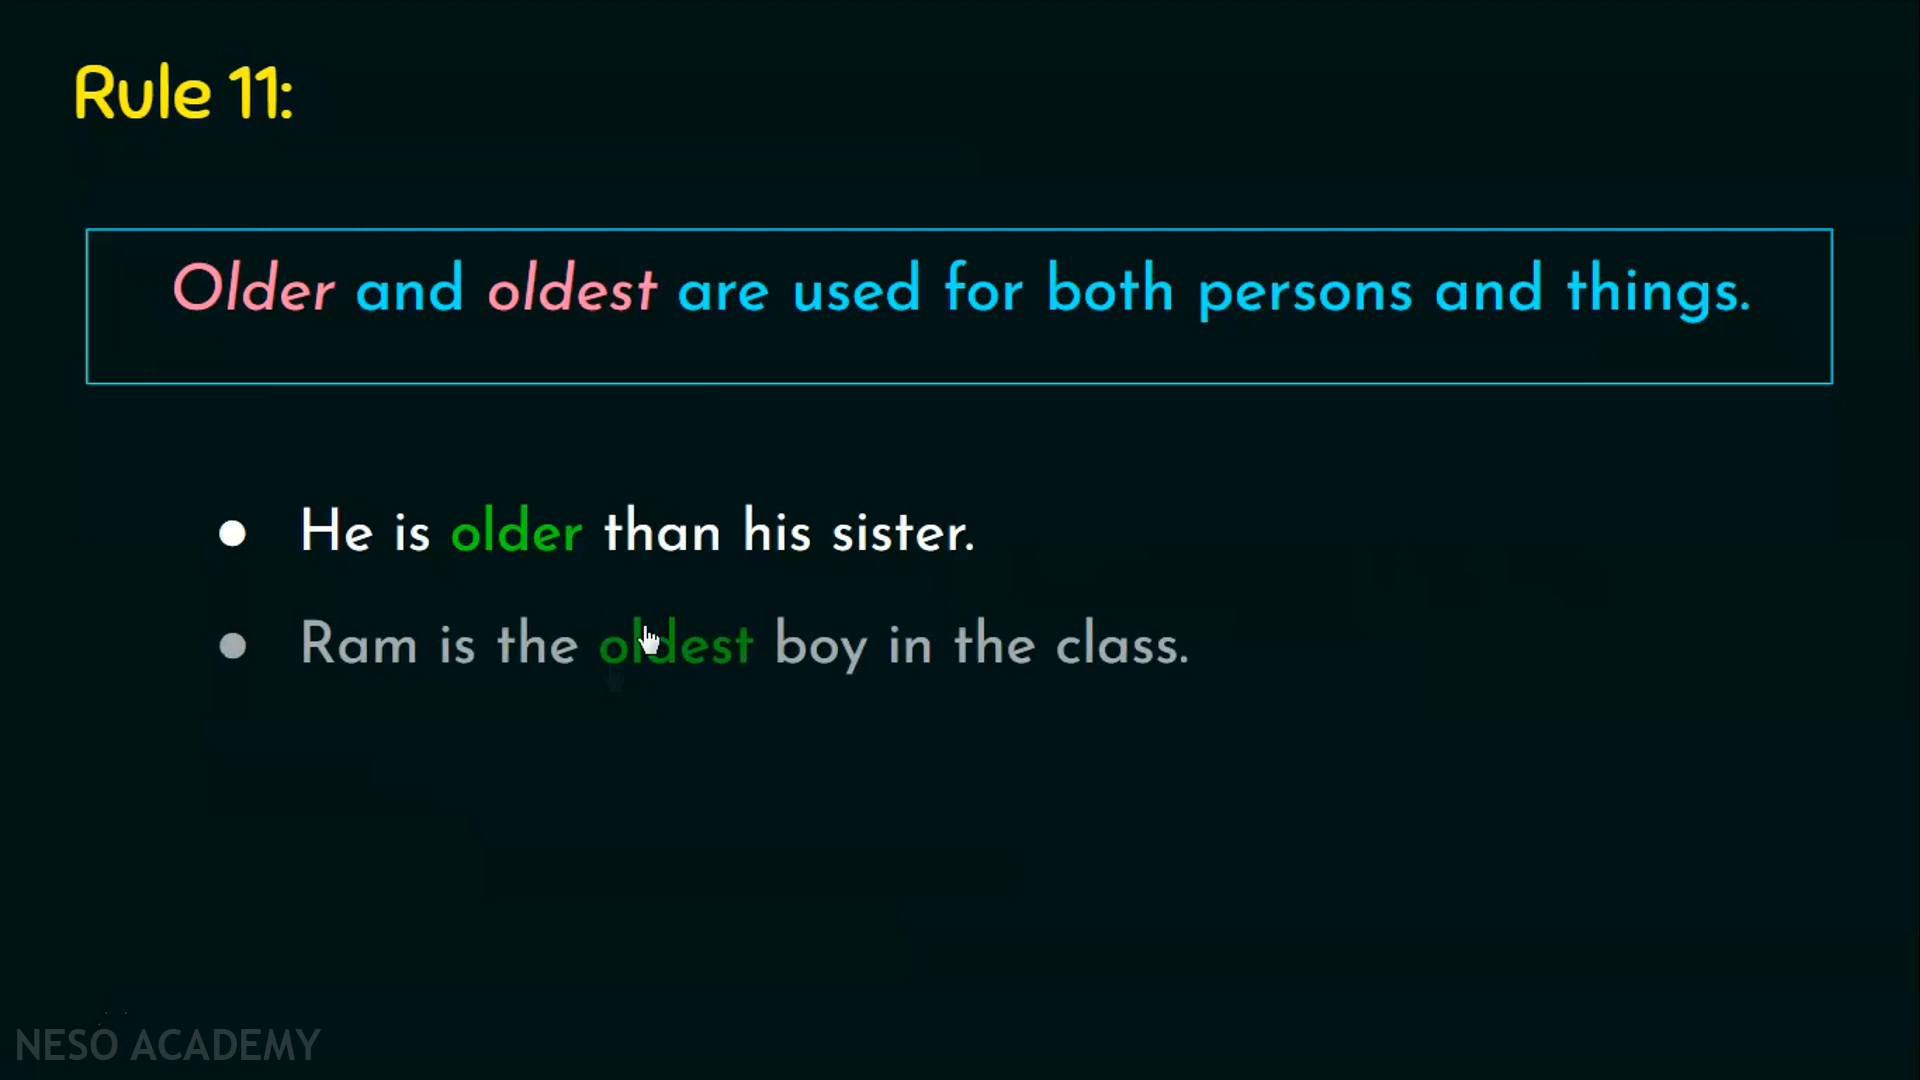 Rule 11:
Older and oldest are used for both persons and things.
● He is older than his sister.
● Ram is the oldest boy in the class.
NESO ACADEMY